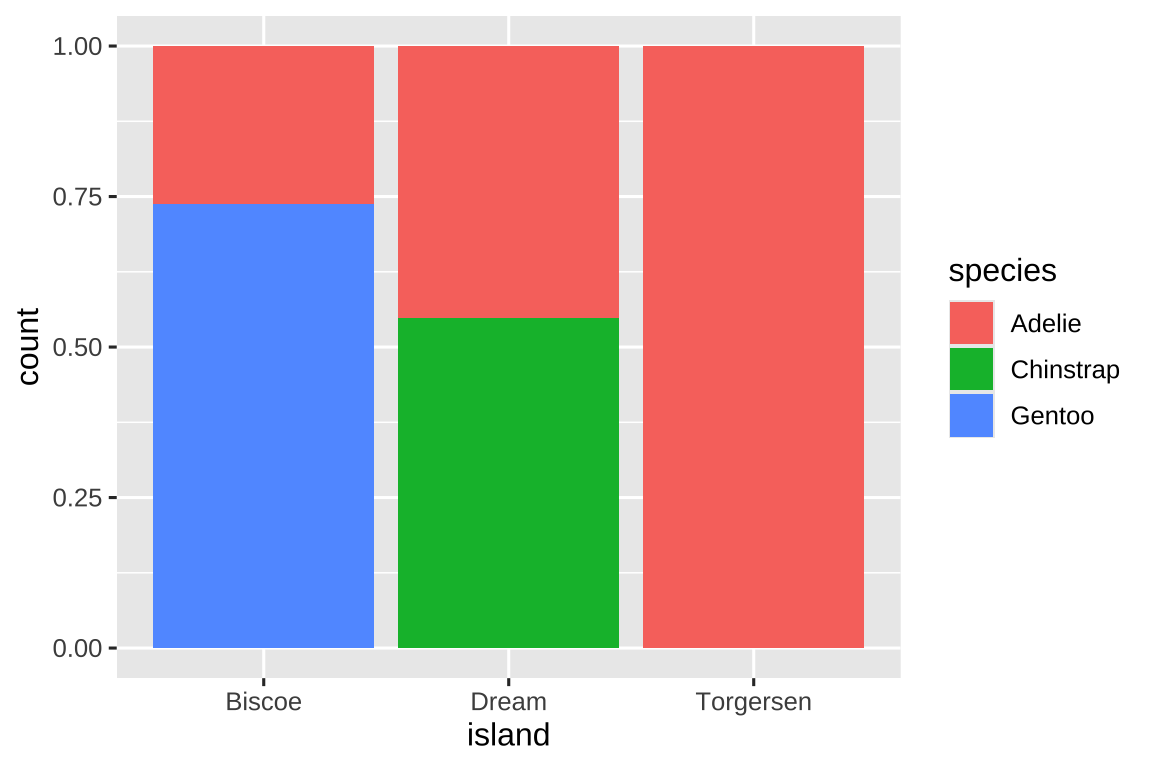 1.00
0.75
0.50
0.25
0.00
count
Biscoe Dream Torgersen
island
species
Adelie
Chinstrap
Gentoo